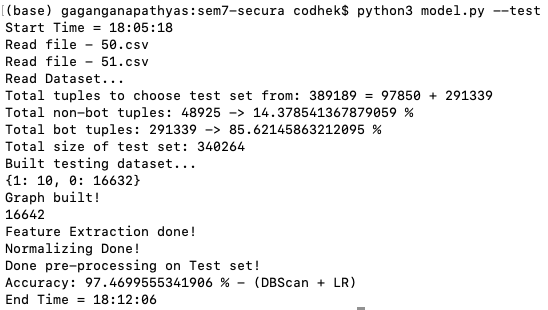 (base) gaganganapathyas:sem7-secura codhek$ python3 model.py --test
Start Time = 18:05:18
Read file - 50.csv
Read file - 51.csv
Read Dataset...
Total tuples to choose test set from: 389189 = 97850 + 291339
Total non-bot tuples: 48925 -> 14.378541367879059 %
Total bot tuples: 291339 -> 85.62145863212095 %
Total size of test set: 340264
Built testing dataset...
{1: 10, 0: 16632}
Graph built!
16642
Feature Extraction done!
Normalizing Done!
Done pre-processing on Test set!
Accuracy: 97.4699555341906 % - (DBScan + LR)
End Time = 18:12:06